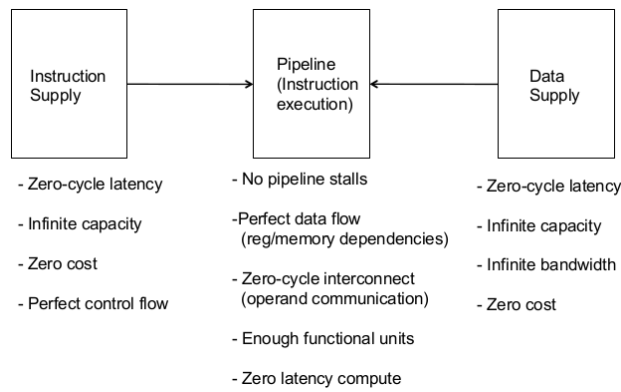 Instruction
Supply
Pipeline
(Instruction
execution)
Data
Supply
- Zero-cycle latency
- Infinite capacity
- Zero cost
- Perfect control flow
- No pipeline stalls
-Perfect data flow
(reg/memory dependencies)
- Zero-cycle interconnect
(operand communication)
- Enough functional units
- Zero latency compute
- Zero-cycle latency
- Infinite capacity
- Infinite bandwidth
- Zero cost